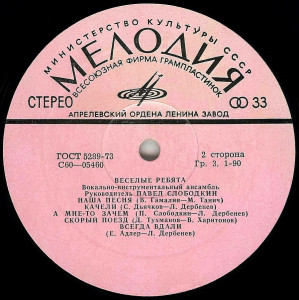 МИНИСТЕРСТВО КУЛЬТУРЫ СССР
МЕЛОДИЯ
ВСЕСОЮЗНАЯ ФИРМА ГРАМПЛАСТИНОК
СТЕРЕО
33
АПРЕЛЕВСКИЙ ОРДЕНА ЛЕНИНА ЗАВОД
ГОСТ 5289-73
2 сторона
С60—05460
Гр. 3. 1-90
ВЕСЕЛЫЕ РЕБЯТА
Вокально-инструментальный ансамбль
Руководитель ПАВЕЛ СЛОБОДКИН
НАША ПЕСНЯ (В. Тамалин—М. Танич)
КАЧЕЛИ (С. Дьячков—Л. Дербенев)
А МНЕ-ТО ЗАЧЕМ (П. Слободкин—Л. Дербенев)
СКОРЫЙ ПОЕЗД (Д. Тухманов—В. Харитонов)
ВСЕГДА ВДАЛИ
(Е. Адлер—Л. Дербенев)